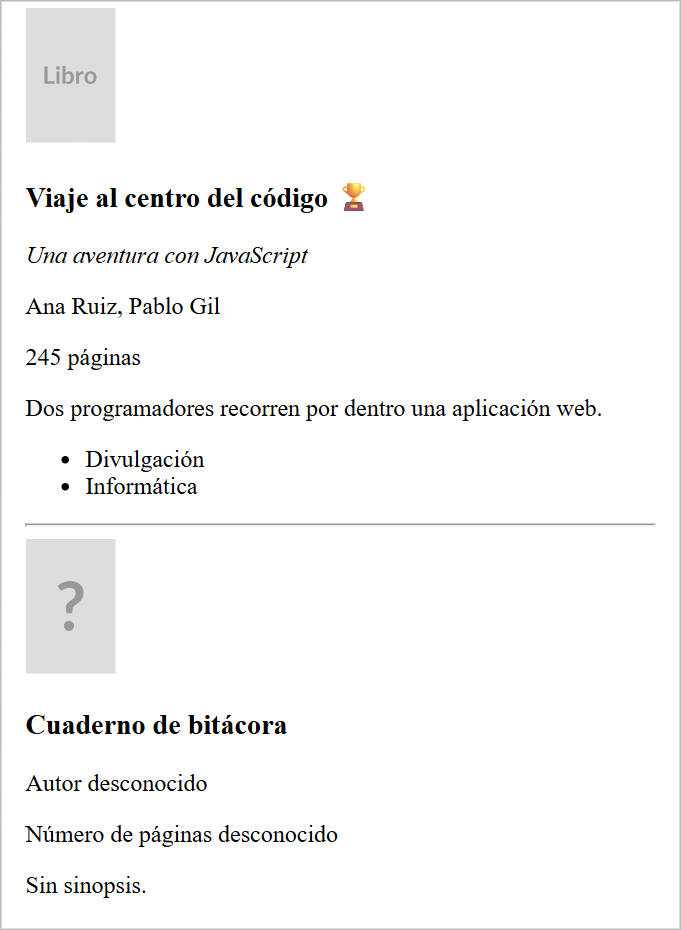 Libro
Viaje al centro del código 🏆
Una aventura con JavaScript
Ana Ruiz, Pablo Gil
245 páginas
Dos programadores recorren por dentro una aplicación web.
• Divulgación
• Informática
?
Cuaderno de bitácora
Autor desconocido
Número de páginas desconocido
Sin sinopsis.